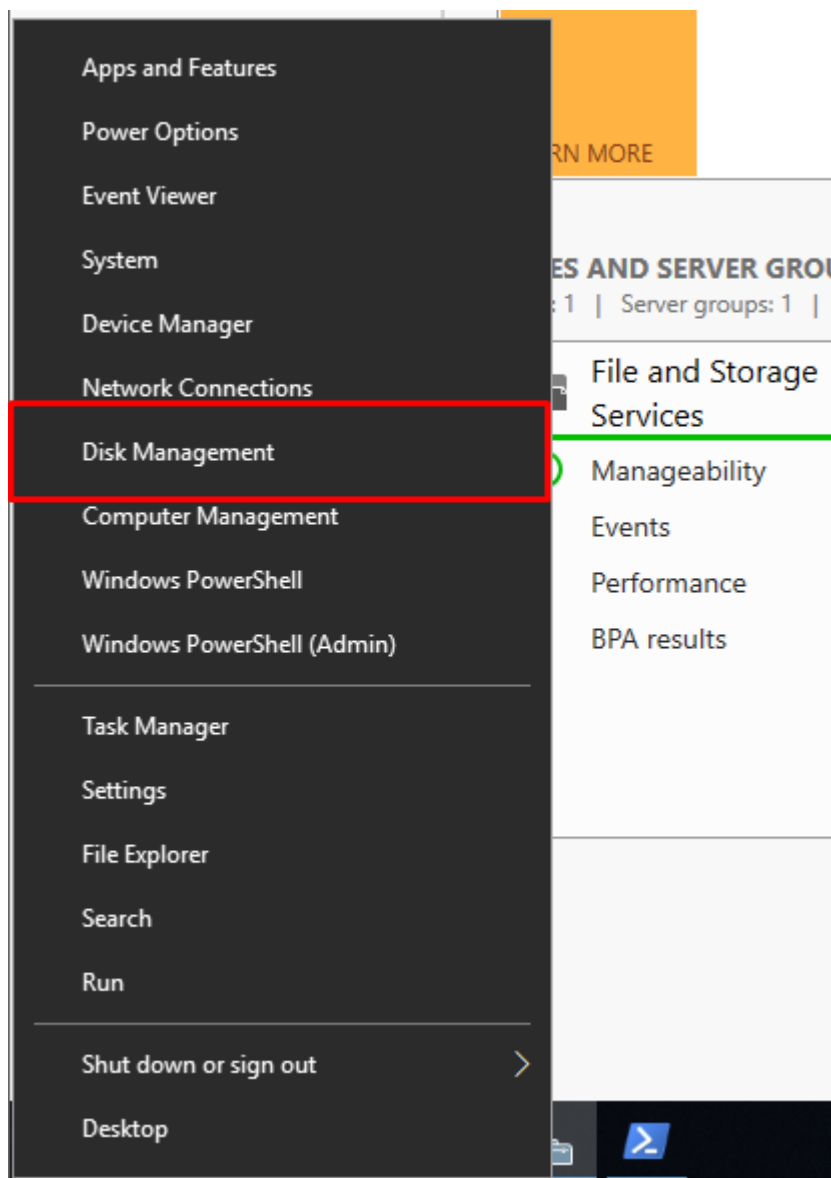 Apps and Features
Power Options
Event Viewer
System
Device Manager
Network Connections
Disk Management
Computer Management
Windows PowerShell
Windows PowerShell (Admin)
Task Manager
Settings
File Explorer
Search
Run
Shut down or sign out
Desktop
RN MORE
ES AND SERVER GROU
: 1 | Server groups: 1 |
File and Storage
Services
Manageability
Events
Performance
BPA results